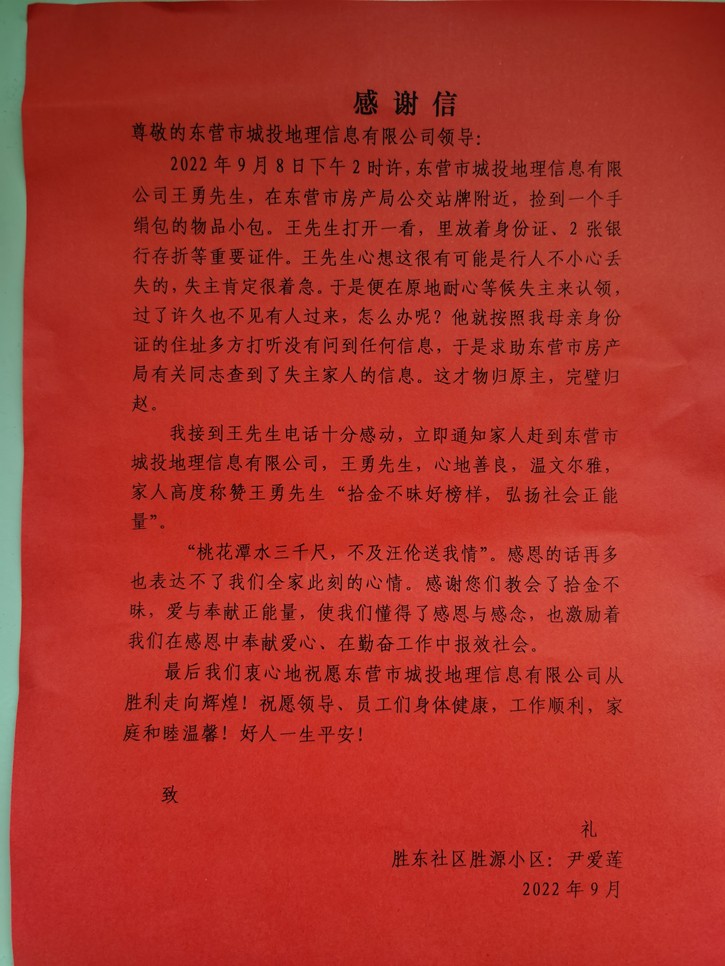 感谢信
尊敬的东营市城投地理信息有限公司领导：
2022年9月8日下午2时许，东营市城投地理信息有限
公司王勇先生，在东营市房产局公交站牌附近，捡到一个手
绢包的物品小包。王先生打开一看，里放着身份证、2张银
行存折等重要证件。王先生心想这很有可能是行人不小心丢
失的，失主肯定很着急。于是便在原地耐心等候失主来认领，
过了许久也不见有人过来，怎么办呢？他就按照我母亲身份
证的住址多方打听没有问到任何信息，于是求助东营市房产
局有关同志查到了失主家人的信息。这才物归原主，完璧归
赵。
我接到王先生电话十分感动，立即通知家人赶到东营市
城投地理信息有限公司，王勇先生，心地善良，温文尔雅，
家人高度称赞王勇先生“拾金不昧好榜样，弘扬社会正能
量”。
“桃花潭水三千尺，不及汪伦送我情”。感恩的话再多
也表达不了我们全家此刻的心情。感谢您们教会了拾金不
昧，爱与奉献正能量，使我们懂得了感恩与感念，也激励着
我们在感恩中奉献爱心、在勤奋工作中报效社会。
最后我们衷心地祝愿东营市城投地理信息有限公司从
胜利走向辉煌！祝愿领导、员工们身体健康，工作顺利，家
庭和睦温馨！好人一生平安！
致
礼
胜东社区胜源小区：尹爱莲
2022年9月